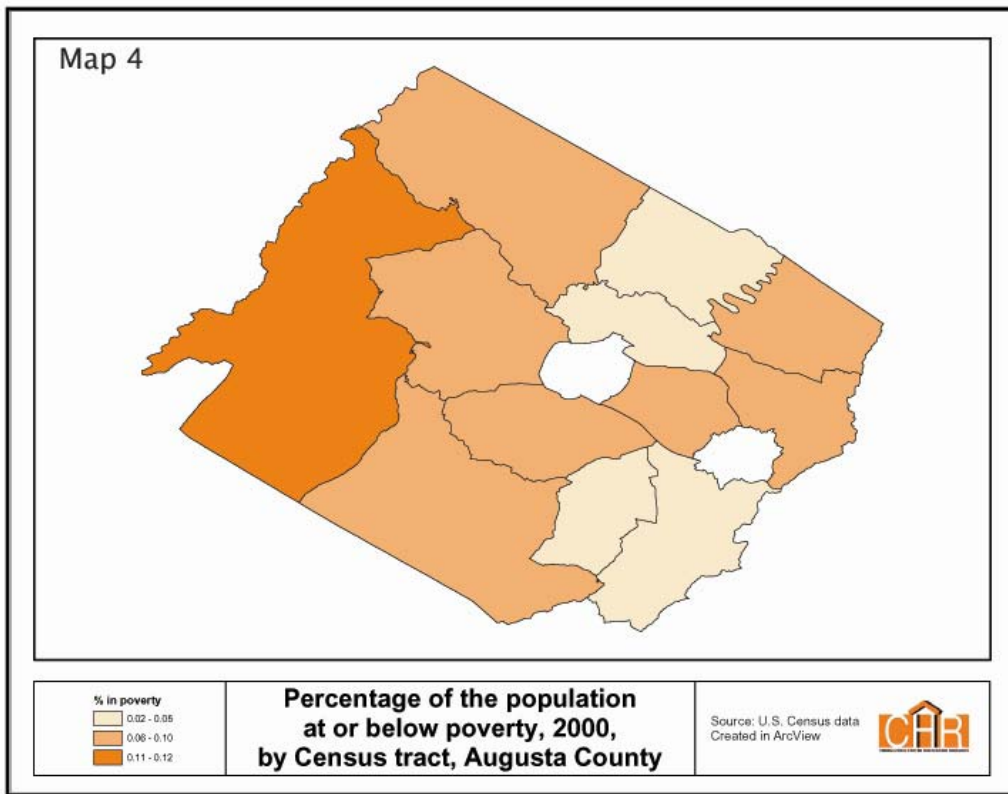 Map 4
% in poverty
0.02 - 0.05
0.06 - 0.10
0.11 - 0.12
Percentage of the population
at or below poverty, 2000,
by Census tract, Augusta County
Source: U.S. Census data
Created in ArcView
CHR